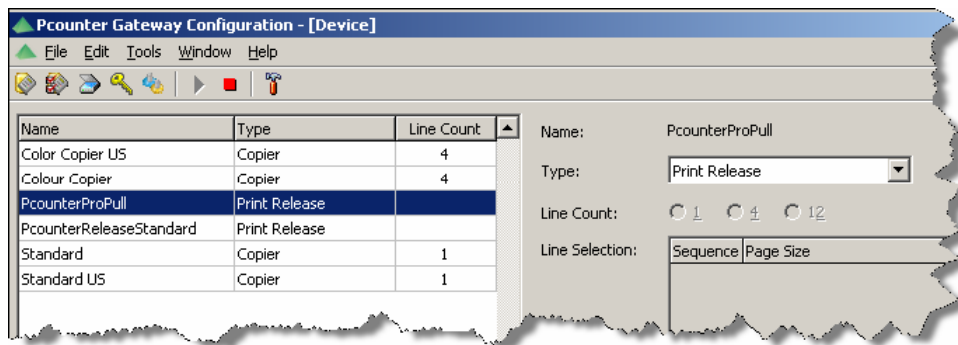 Pcounter Gateway Configuration - [Device]
File Edit Tools Window Help
Name Type Line Count
Color Copier US Copier 4
Colour Copier Copier 4
PcounterProPull Print Release
PcounterReleaseStandard Print Release
Standard Copier 1
Standard US Copier 1
Name: PcounterProPull
Type: Print Release
Line Count: 1 4 12
Line Selection: Sequence Page Size